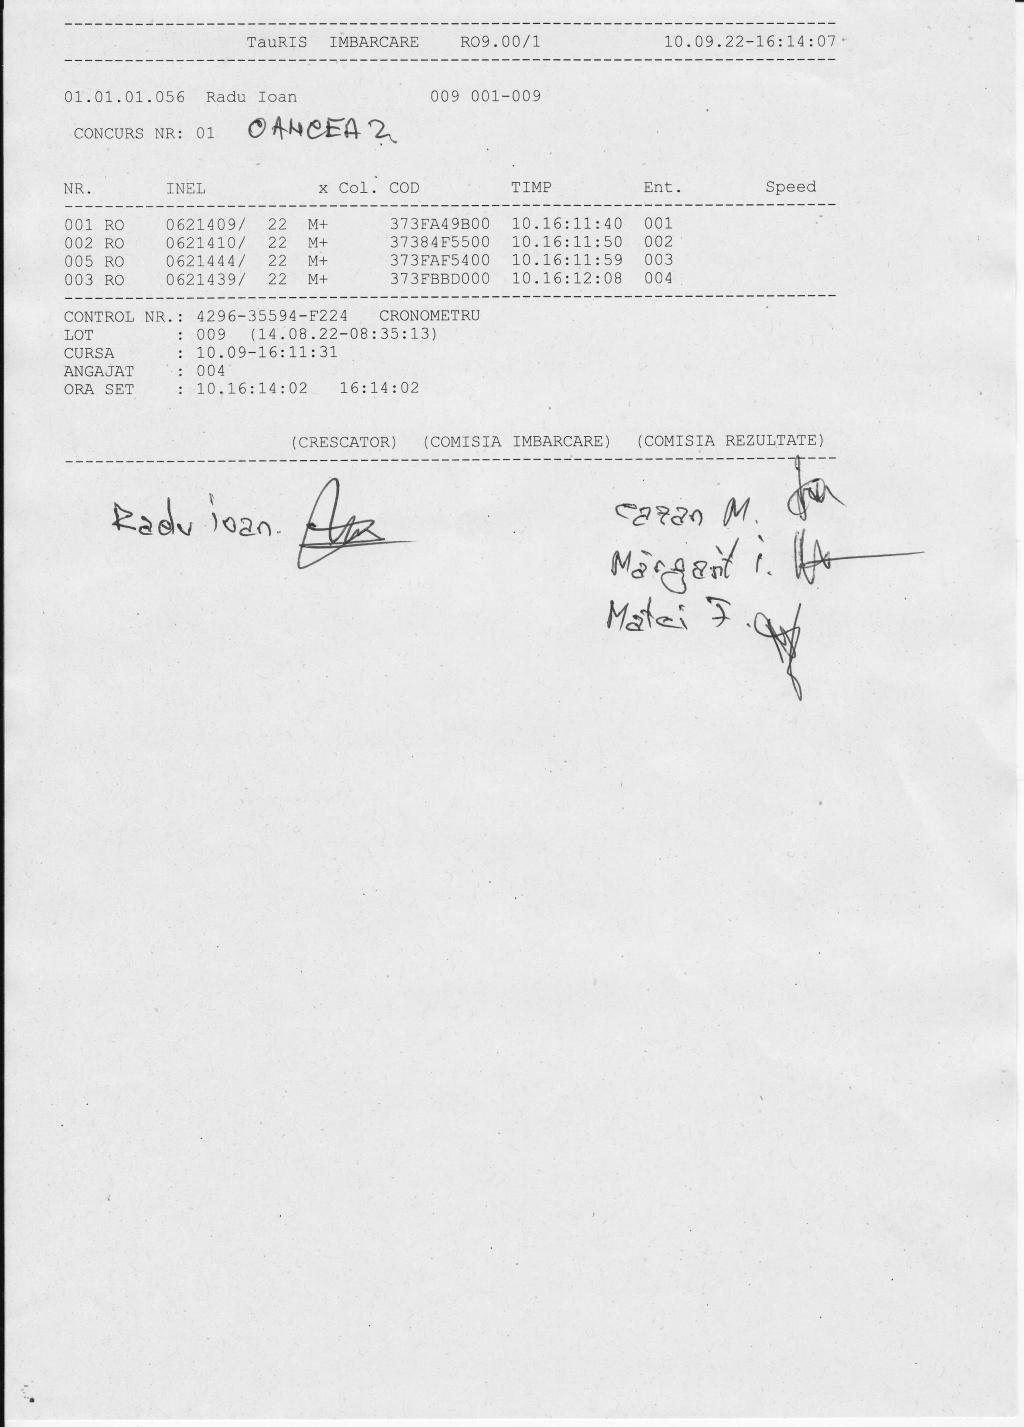 TauRIS IMBARCARE RO9.00/1 10.09.22-16:14:07
01.01.01.056 Radu Ioan 009 001-009
CONCURS NR: 01 OANCEA 2
NR. INEL x Col. COD TIMP Ent. Speed
001 RO 0621409/ 22 M+ 373FA49B00 10.16:11:40 001
002 RO 0621410/ 22 M+ 37384F5500 10.16:11:50 002
005 RO 0621444/ 22 M+ 373FAF5400 10.16:11:59 003
003 RO 0621439/ 22 M+ 373FBBD000 10.16:12:08 004
CONTROL NR.: 4296-35594-F224 CRONOMETRU
LOT : 009 (14.08.22-08:35:13)
CURSA : 10.09-16:11:31
ANGAJAT : 004
ORA SET : 10.16:14:02 16:14:02
(CRESCATOR) (COMISIA IMBARCARE) (COMISIA REZULTATE)
Radu ioan.
Cazan M.
Mărgărit i.
Matei F.